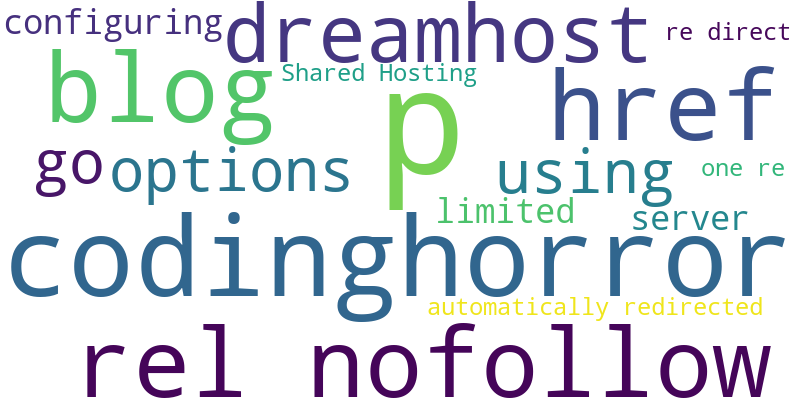 configuring
dreamhost
re direct
blog
Shared Hosting
p
href
go
options
using
one re
limited
server
codinghorror
automatically redirected
rel nofollow